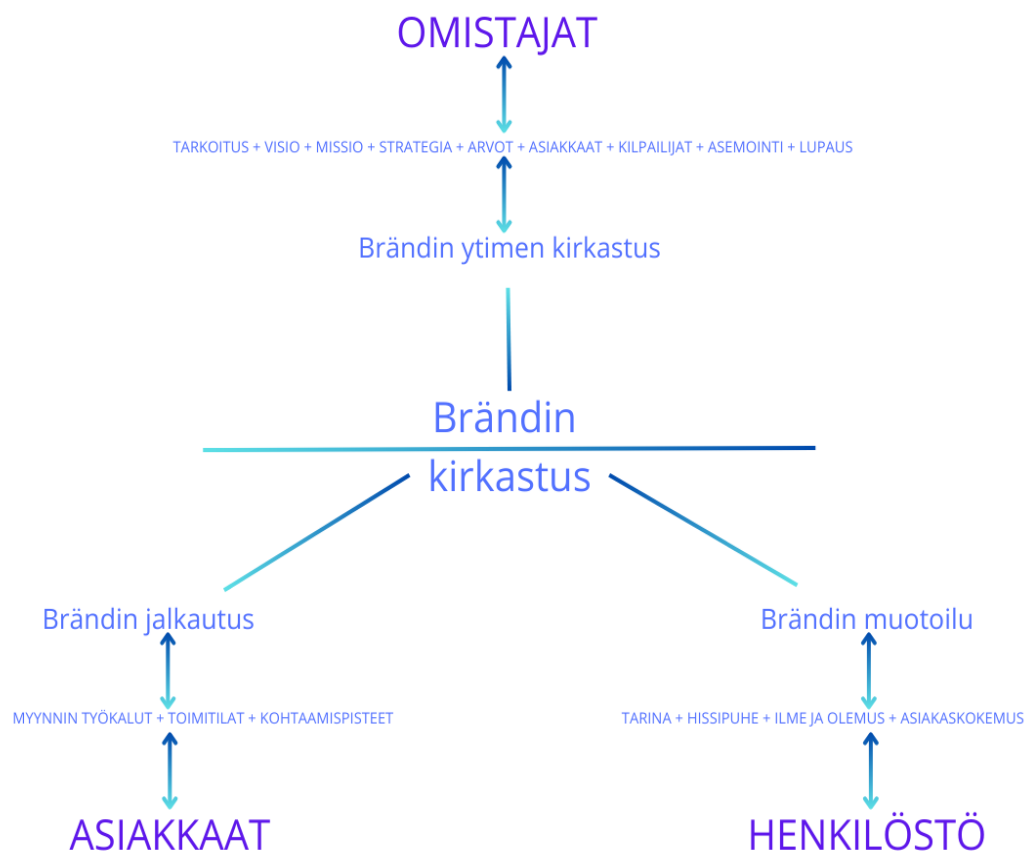 OMISTAJAT
TARKOITUS + VISIO + MISSIO + STRATEGIA + ARVOT + ASIAKKAAT + KILPAILIJAT + ASEMOINTI + LUPAUS
Brändin ytimen kirkastus
Brändin
kirkastus
Brändin jalkautus
Brändin muotoilu
MYYNNIN TYÖKALUT + TOIMITILAT + KOHTAAMISPISTEET
TARINA + HISSIPUHE + ILME JA OLEMUS + ASIAKASKOKEMUS
ASIAKKAAT
HENKILÖSTÖ